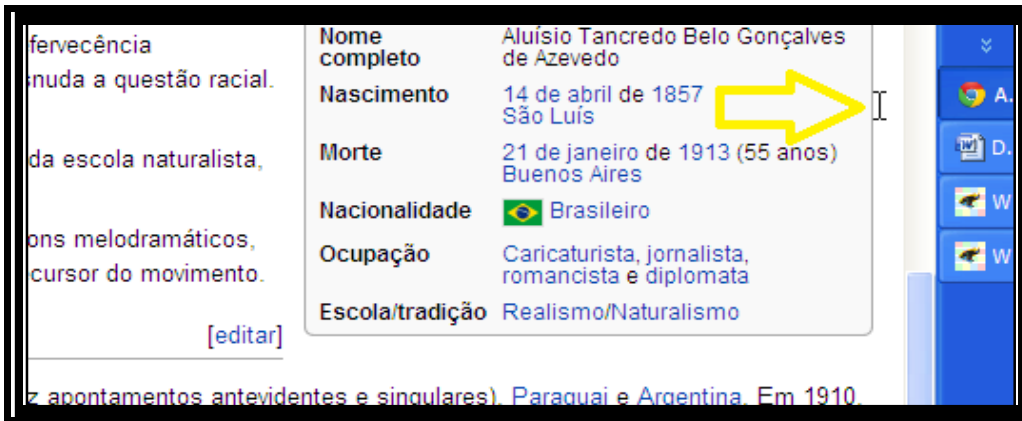 fervecência
snuda a questão racial.
da escola naturalista,
ons melodramáticos,
cursor do movimento.
[editar]
Nome completo
Aluísio Tancredo Belo Gonçalves
de Azevedo
Nascimento
14 de abril de 1857
São Luís
Morte
21 de janeiro de 1913 (55 anos)
Buenos Aires
Nacionalidade
Brasileiro
Ocupação
Caricaturista, jornalista,
romancista e diplomata
Escola/tradição
Realismo/Naturalismo
z apontamentos antevidentes e singulares), Paraguai e Argentina. Em 1910,
A.
D.
W
W